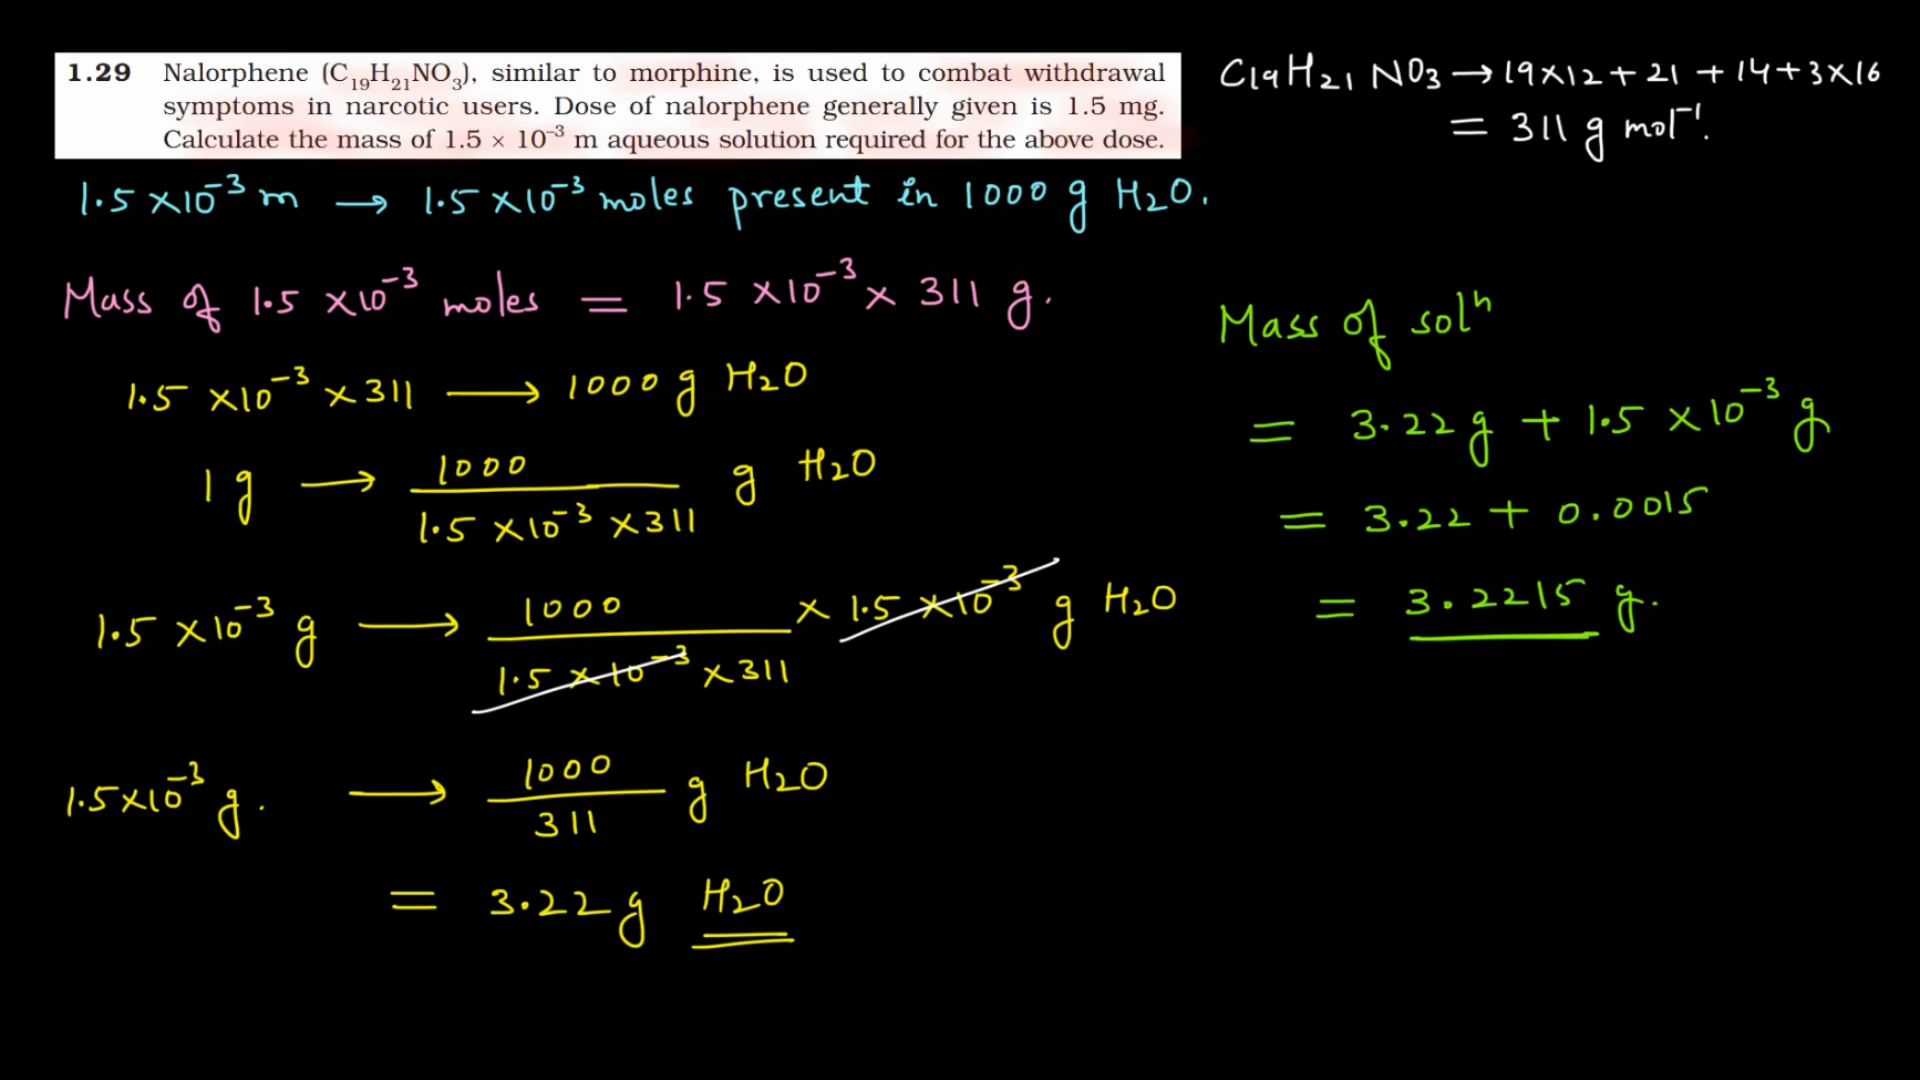 1.29 Nalorphene (C₁₉H₂₁NO₃), similar to morphine, is used to combat withdrawal
symptoms in narcotic users. Dose of nalorphene generally given is 1.5 mg.
Calculate the mass of 1.5 × 10⁻³ m aqueous solution required for the above dose.
C₁₉H₂₁NO₃ → 19×12 + 21 + 14 + 3×16
= 311 g mol⁻¹.
1.5 ×10⁻³ m → 1.5 ×10⁻³ moles present in 1000 g H₂O.
Mass of 1.5 ×10⁻³ moles = 1.5 ×10⁻³ × 311 g.
1.5 ×10⁻³ × 311 → 1000 g H₂O
1 g → 1000 / 1.5 ×10⁻³ ×311 g H₂O
1.5 ×10⁻³ g → 1000 / 1.5 ×10⁻³ ×311 × 1.5 ×10⁻³ g H₂O
1.5×10⁻³ g. → 1000 / 311 g H₂O
= 3.22 g H₂O
Mass of solⁿ
= 3.22 g + 1.5 ×10⁻³ g
= 3.22 + 0.0015
= 3.2215 g.